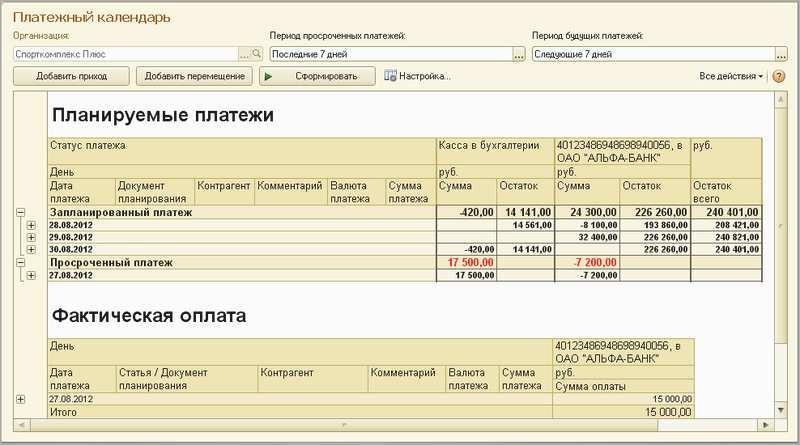 Платежный календарь
Организация: Период просроченных платежей: Период будущих платежей:
Спорткомплекс Плюс ... Последние 7 дней ... Следующие 7 дней ...
Добавить приход Добавить перемещение Сформировать Настройка... Все действия ?
Планируемые платежи
Статус платежа Касса в бухгалтерии 40123486948698940056, в руб.
ОАО "АЛЬФА-БАНК"
День руб. руб.
Дата Документ Контрагент Комментарий Валюта Сумма Сумма Остаток Сумма Остаток Остаток
платежа планирования платежа платежа всего
Запланированный платеж -420,00 14 141,00 24 300,00 226 260,00 240 401,00
28.08.2012 14 561,00 -8 100,00 193 860,00 208 421,00
29.08.2012 32 400,00 226 260,00 240 821,00
30.08.2012 -420,00 14 141,00 226 260,00 240 401,00
Просроченный платеж 17 500,00 -7 200,00
27.08.2012 17 500,00 -7 200,00
Фактическая оплата
День 40123486948698940056, в
ОАО "АЛЬФА-БАНК"
Дата Статья / Документ Контрагент Комментарий Валюта Сумма руб.
платежа планирования платежа платежа Сумма оплаты
27.08.2012 15 000,00
Итого 15 000,00